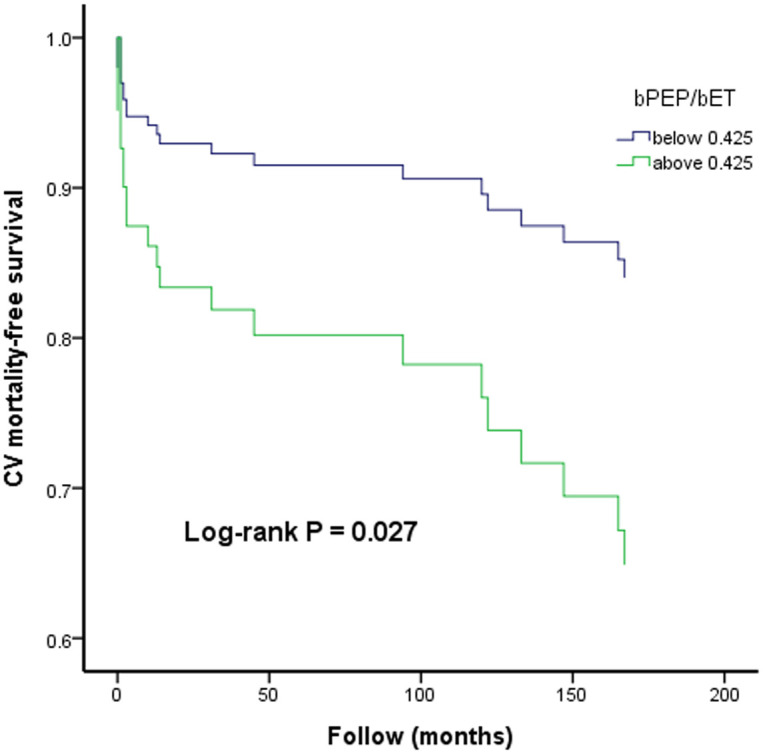 1.0
0.9
0.8
0.7
0.6
CV mortality-free survival
bPEP/bET
below 0.425
above 0.425
Log-rank P = 0.027
0 50 100 150 200
Follow (months)